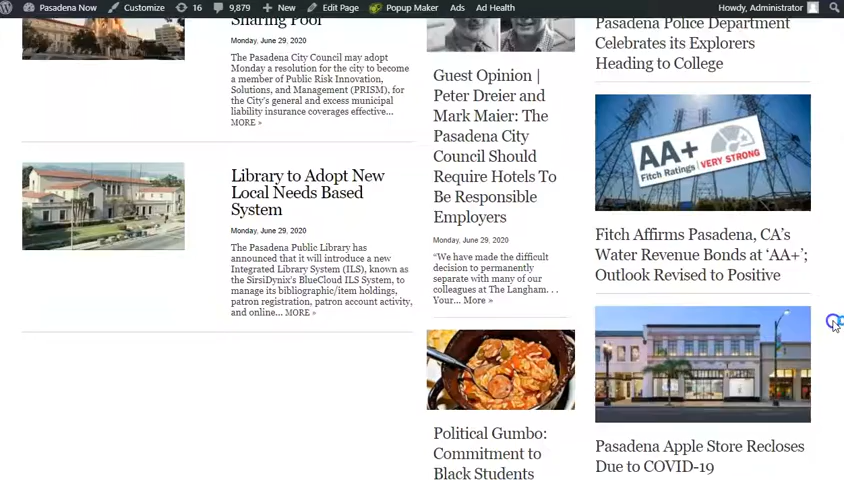 Pasadena Now
Customize
16
9,879
New
Edit Page
Popup Maker
Ads
Ad Health
Howdy, Administrator
Sharing Pool
Monday, June 29, 2020
The Pasadena City Council may adopt
Monday a resolution for the city to become
a member of Public Risk Innovation,
Solutions, and Management (PRISM), for
the City's general and excess municipal
liability insurance coverages effective...
MORE »
Library to Adopt New
Local Needs Based
System
Monday, June 29, 2020
The Pasadena Public Library has
announced that it will introduce a new
Integrated Library System (ILS), known as
the SirsiDynix's BlueCloud ILS System, to
manage its bibliographic/item holdings,
patron registration, patron account activity,
and online... MORE »
Guest Opinion |
Peter Dreier and
Mark Maier: The
Pasadena City
Council Should
Require Hotels To
Be Responsible
Employers
Monday, June 29, 2020
“We have made the difficult
decision to permanently
separate with many of our
colleagues at The Langham. . .
Your... More »
Political Gumbo:
Commitment to
Black Students
Pasadena Police Department
Celebrates its Explorers
Heading to College
AA+
Fitch Ratings
VERY STRONG
Fitch Affirms Pasadena, CA’s
Water Revenue Bonds at ‘AA+’;
Outlook Revised to Positive
Pasadena Apple Store Recloses
Due to COVID-19